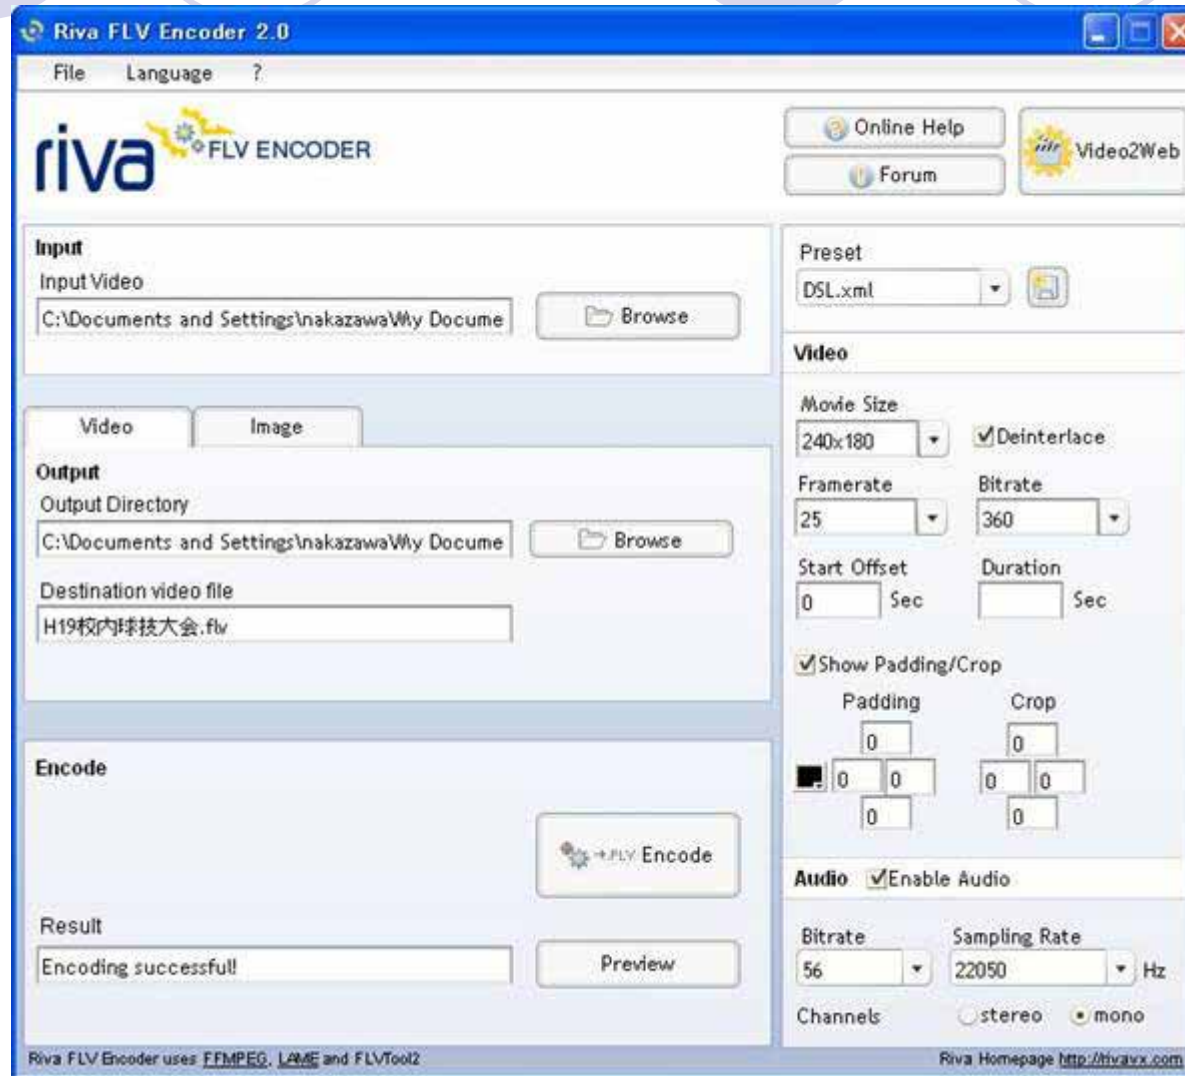 Riva FLV Encoder 2.0
File Language ?
riva FLV ENCODER
Online Help
Forum
Video2Web
Input
Input Video
C:\Documents and Settings\nakazawa\My Docume
Browse
Video Image
Output
Output Directory
C:\Documents and Settings\nakazawa\My Docume
Browse
Destination video file
H19校内球技大会.flv
Encode
→FLV Encode
Result
Encoding successful!
Preview
Preset
DSL.xml
Video
Movie Size
240x180
Deinterlace
Framerate Bitrate
25 360
Start Offset Duration
0 Sec Sec
Show Padding/Crop
Padding Crop
0 0
0 0 0 0
0 0
Audio Enable Audio
Bitrate Sampling Rate
56 22050 Hz
Channels stereo mono
Riva FLV Encoder uses FFMPEG, LAME and FLVTool2
Riva Homepage http://rivavx.com